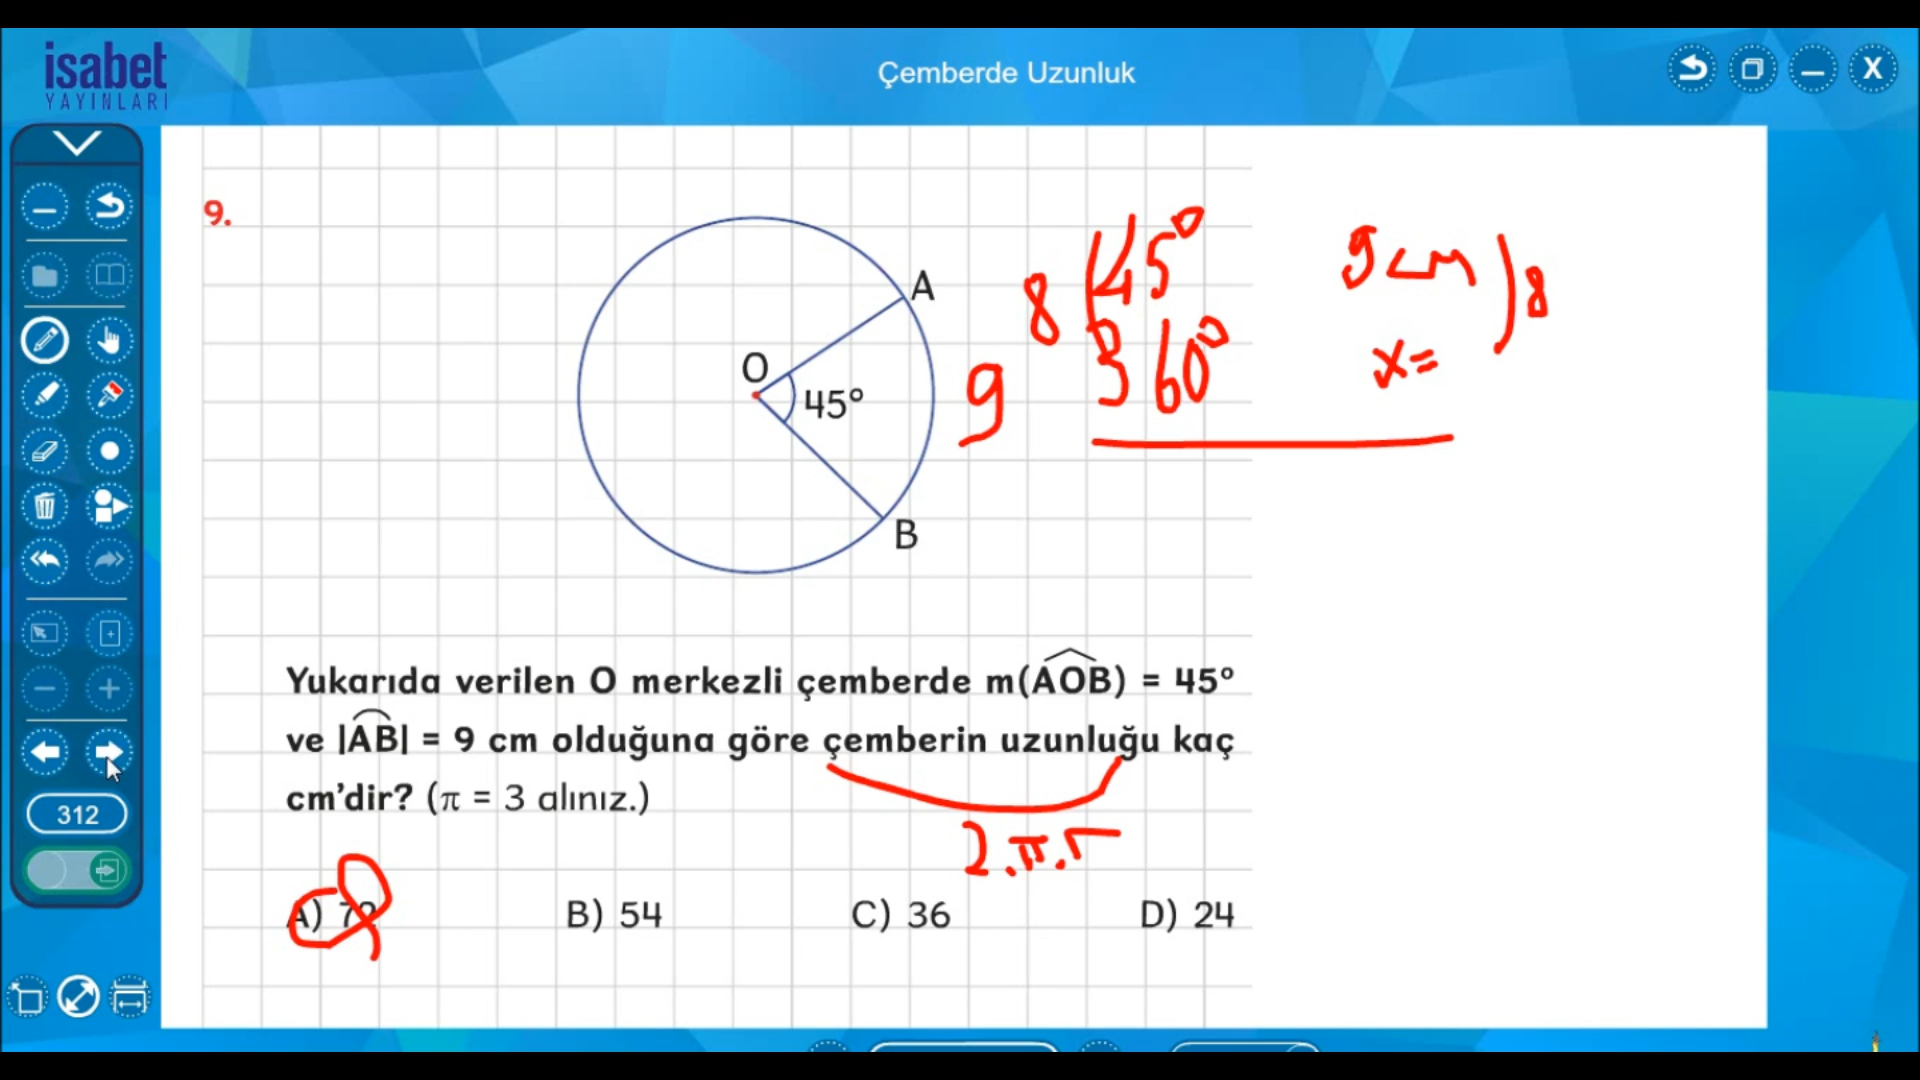 isabet
YAYINLARI
Çemberde Uzunluk
X
9.
A
O
45°
B
9
8 45° 9cm 8
360° x=
Yukarıda verilen O merkezli çemberde m(AOB) = 45°
ve |AB| = 9 cm olduğuna göre çemberin uzunluğu kaç
cm'dir? (π = 3 alınız.)
2.π.r
A) 72 B) 54 C) 36 D) 24
312